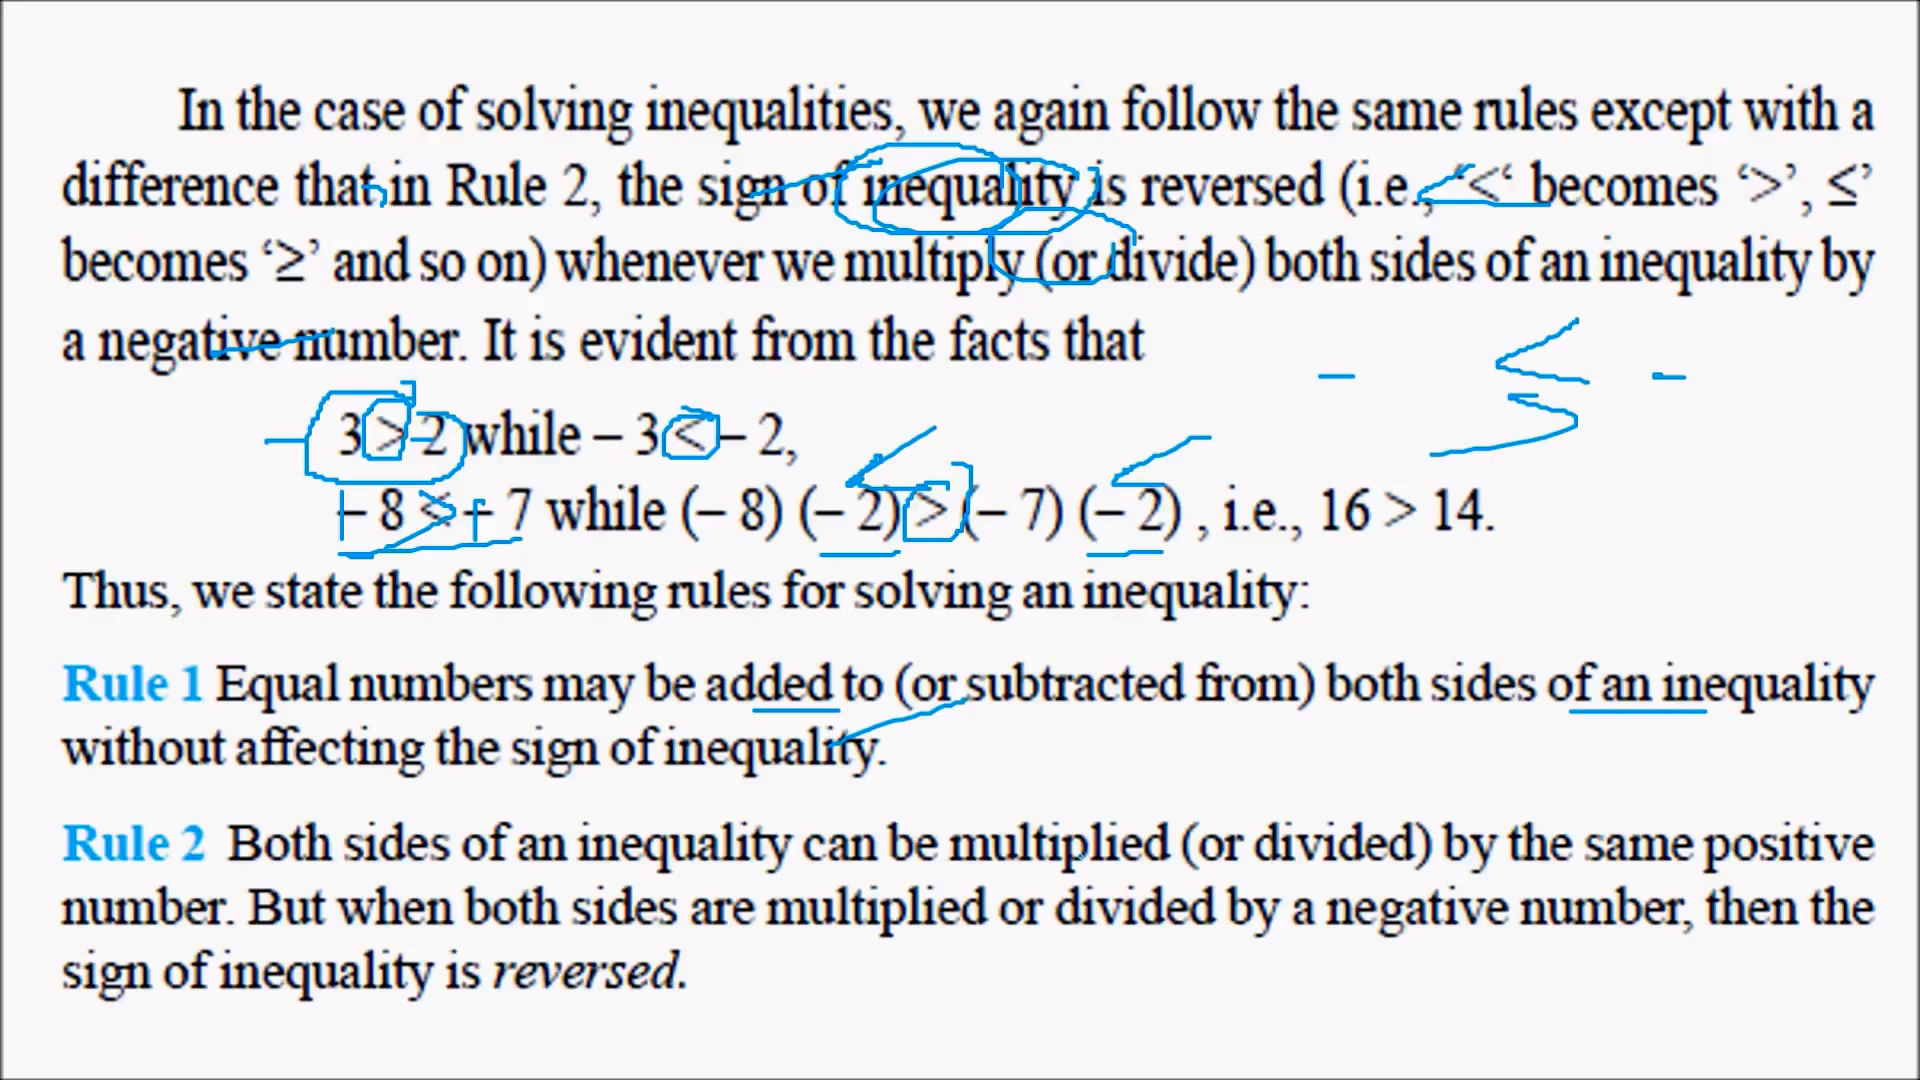 In the case of solving inequalities, we again follow the same rules except with a
difference that in Rule 2, the sign of inequality is reversed (i.e., ‘<‘ becomes ‘>’, ≤’
becomes ‘≥’ and so on) whenever we multiply (or divide) both sides of an inequality by
a negative number. It is evident from the facts that
3 > 2 while – 3 < – 2,
– 8 < – 7 while (– 8) (– 2) > (– 7) (– 2) , i.e., 16 > 14.
Thus, we state the following rules for solving an inequality:
Rule 1 Equal numbers may be added to (or subtracted from) both sides of an inequality
without affecting the sign of inequality.
Rule 2 Both sides of an inequality can be multiplied (or divided) by the same positive
number. But when both sides are multiplied or divided by a negative number, then the
sign of inequality is reversed.